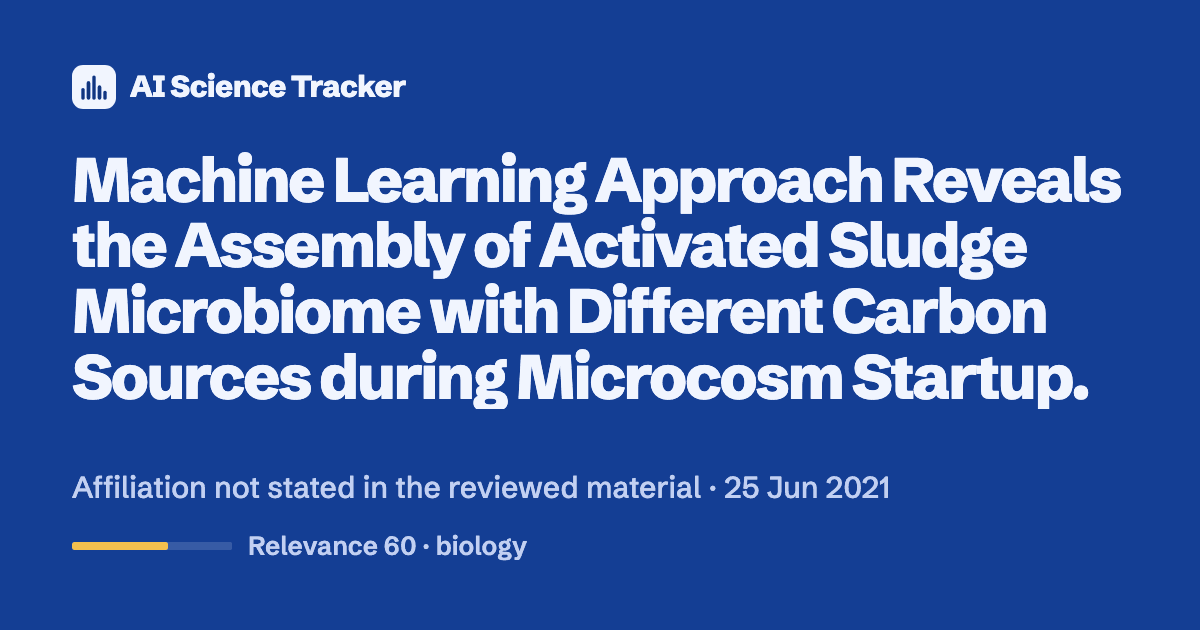 AI Science Tracker
Machine Learning Approach Reveals
the Assembly of Activated Sludge
Microbiome with Different Carbon
Sources during Microcosm Startup.
Affiliation not stated in the reviewed material · 25 Jun 2021
Relevance 60 · biology